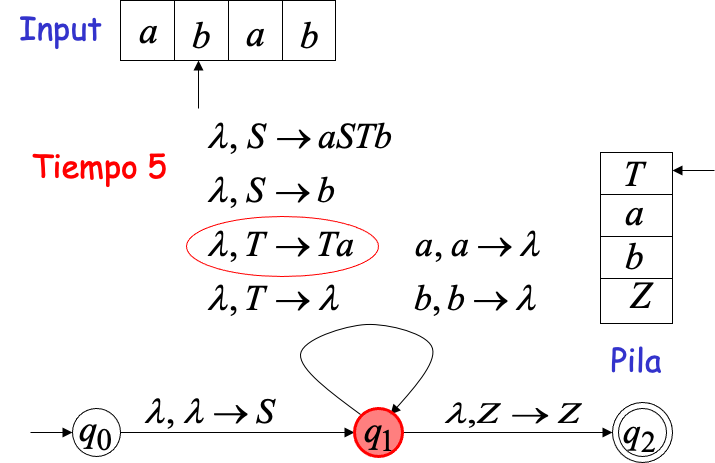 Input a b a b
λ, S → aSTb
Tiempo 5
λ, S → b
λ, T → Ta a, a → λ
λ, T → λ b, b → λ
T
a
b
Z
Pila
q0 λ, λ → S q1 λ,Z → Z q2